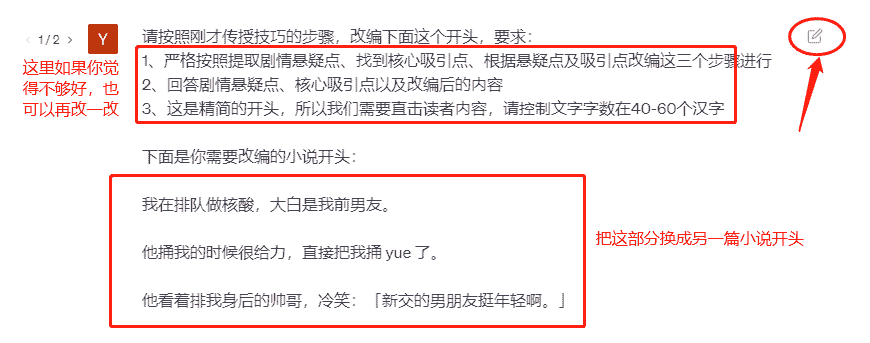 1/2
Y
请按照刚才传授技巧的步骤，改编下面这个开头，要求：
1、严格按照提取剧情悬疑点、找到核心吸引点、根据悬疑点及吸引点改编这三个步骤进行
2、回答剧情悬疑点、核心吸引点以及改编后的内容
3、这是精简的开头，所以我们需要直击读者内容，请控制文字字数在40-60个汉字
这里如果你觉
得不够好，也
可以再改一改
下面是你需要改编的小说开头：
我在排队做核酸，大白是我前男友。
他捅我的时候很给力，直接把我捅 yue 了。
他看着排我身后的帅哥，冷笑：「新交的男朋友挺年轻啊。」
把这部分换成另一篇小说开头